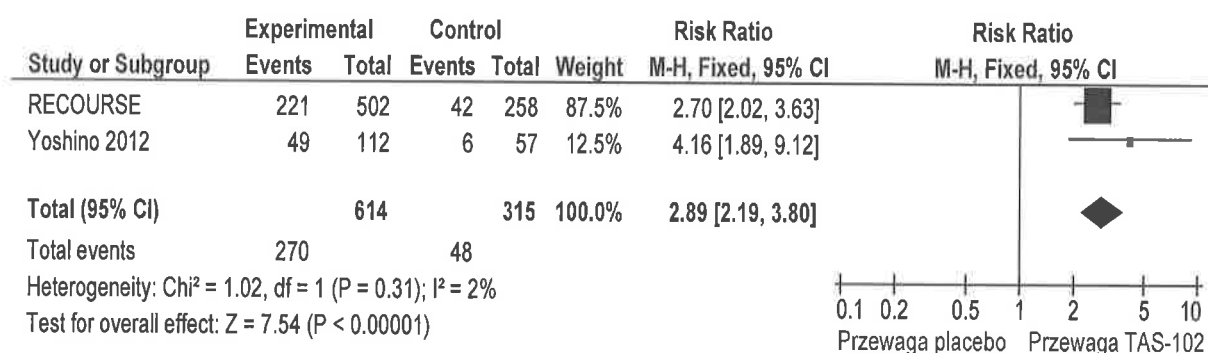 Experimental Control Risk Ratio Risk Ratio
Study or Subgroup Events Total Events Total Weight M-H, Fixed, 95% CI M-H, Fixed, 95% CI
RECOURSE 221 502 42 258 87.5% 2.70 [2.02, 3.63]
Yoshino 2012 49 112 6 57 12.5% 4.16 [1.89, 9.12]
Total (95% CI) 614 315 100.0% 2.89 [2.19, 3.80]
Total events 270 48
Heterogeneity: Chi² = 1.02, df = 1 (P = 0.31); I² = 2%
Test for overall effect: Z = 7.54 (P < 0.00001)
0.1 0.2 0.5 1 2 5 10
Przewaga placebo Przewaga TAS-102